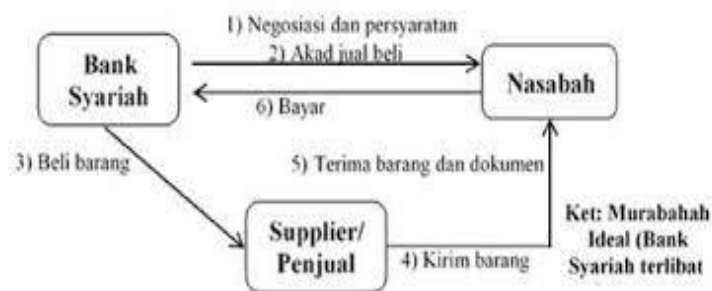 1) Negosiasi dan persyaratan
2) Akad jual beli
Bank
Syariah
Nasabah
6) Bayar
3) Beli barang
5) Terima barang dan dokumen
Supplier/
Penjual
4) Kirim barang
Ket: Murabahah
Ideal (Bank
Syariah terlibat